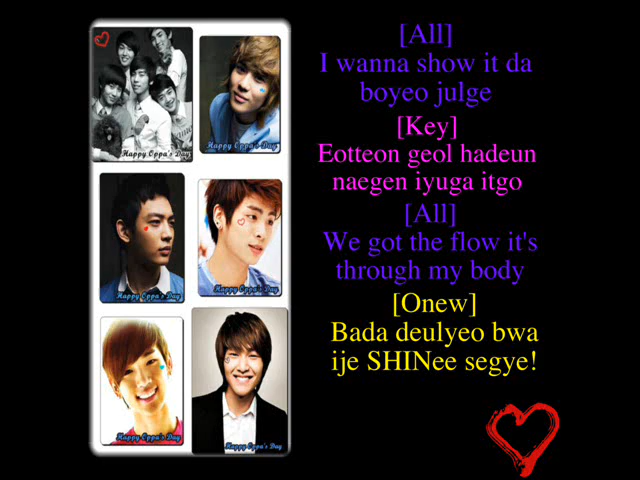 Happy Oppa's Day
Happy Oppa's Day
Happy Oppa's Day
Happy Oppa's Day
Happy Oppa's Day
Happy Oppa's Day
[All]
I wanna show it da
boyeo julge
[Key]
Eotteon geol hadeun
naegen iyuga itgo
[All]
We got the flow it's
through my body
[Onew]
Bada deulyeo bwa
ije SHINee segye!